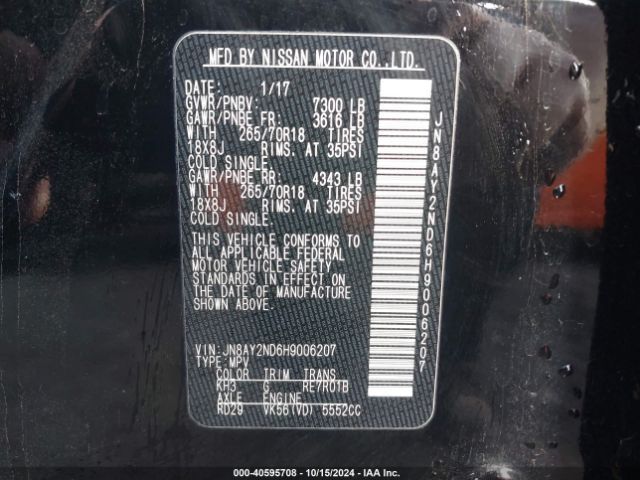 MFD BY NISSAN MOTOR CO.,LTD.
DATE: 1/17
GVWR/PNBV: 7300 LB
GAWR/PNBE FR: 3616 LB
WITH 265/70R18 TIRES
18X8J RIMS. AT 35PSI
COLD SINGLE
GAWR/PNBE RR: 4343 LB
WITH 265/70R18 TIRES
18X8J RIMS. AT 35PSI
COLD SINGLE
THIS VEHICLE CONFORMS TO
ALL APPLICABLE FEDERAL
MOTOR VEHICLE SAFETY
STANDARDS IN EFFECT ON
THE DATE OF MANUFACTURE
SHOWN ABOVE.
VIN: JN8AY2ND6H9006207
TYPE: MPV
COLOR TRIM TRANS
KH3 G RE7R01B
AXLE ENGINE
RD29 VK56(VD) 5552CC
JN8AY2ND6H9006207
000-40595708 - 10/15/2024 - IAA Inc.